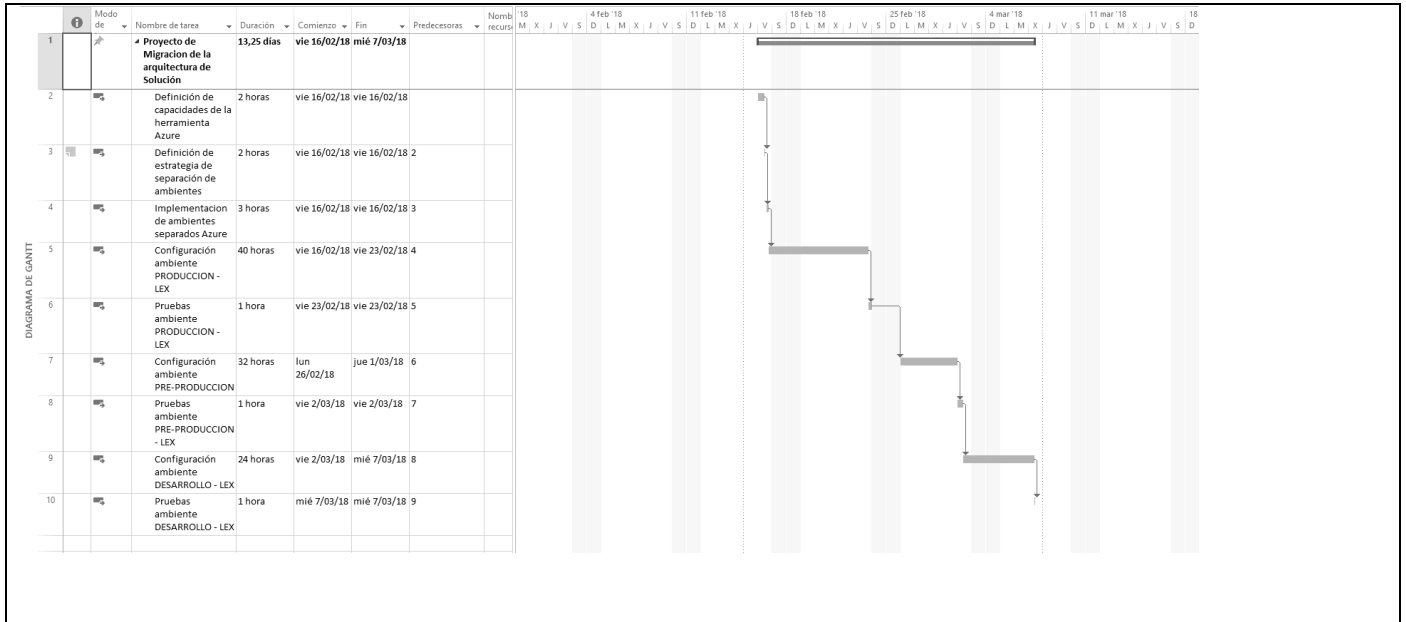 Modo de
Nombre de tarea
Duración
Comienzo
Fin
Predecesoras
Nomb
recurs
'18
4 feb '18
11 feb '18
18 feb '18
25 feb '18
4 mar '18
11 mar '18
18
M X J V S D L M X J V S D L M X J V S D L M X J V S D L M X J V S D L M X J V S D L M X J V S D
DIAGRAMA DE GANTT
1
Proyecto de
Migracion de la
arquitectura de
Solución
13,25 días
vie 16/02/18
mié 7/03/18
2
Definición de
capacidades de la
herramienta
Azure
2 horas
vie 16/02/18
vie 16/02/18
3
Definición de
estrategia de
separación de
ambientes
2 horas
vie 16/02/18
vie 16/02/18
2
4
Implementacion
de ambientes
separados Azure
3 horas
vie 16/02/18
vie 16/02/18
3
5
Configuración
ambiente
PRODUCCION -
LEX
40 horas
vie 16/02/18
vie 23/02/18
4
6
Pruebas
ambiente
PRODUCCION -
LEX
1 hora
vie 23/02/18
vie 23/02/18
5
7
Configuración
ambiente
PRE-PRODUCCION
32 horas
lun
26/02/18
jue 1/03/18
6
8
Pruebas
ambiente
PRE-PRODUCCION
- LEX
1 hora
vie 2/03/18
vie 2/03/18
7
9
Configuración
ambiente
DESARROLLO - LEX
24 horas
vie 2/03/18
mié 7/03/18
8
10
Pruebas
ambiente
DESARROLLO - LEX
1 hora
mié 7/03/18
mié 7/03/18
9